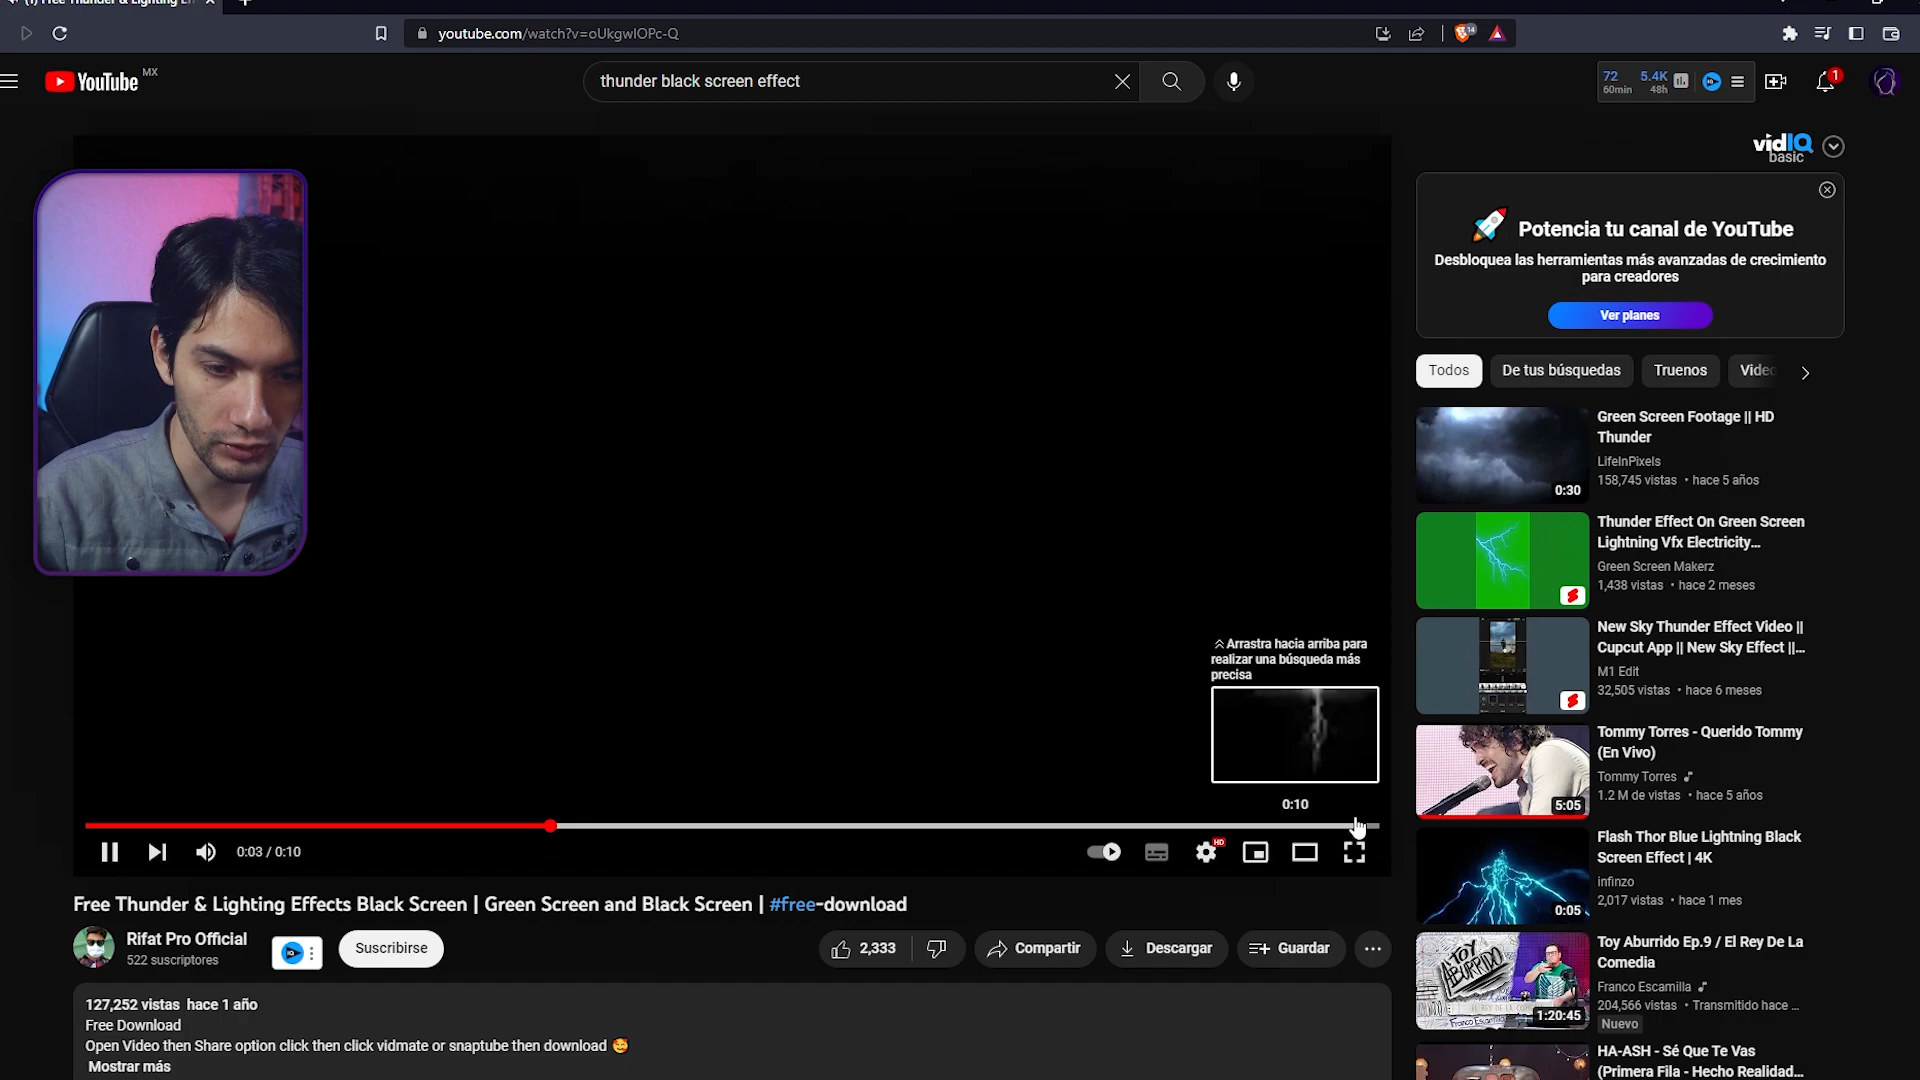 (1) Free Thunder & Lighting Eff
youtube.com/watch?v=oUkgwIOPc-Q
14
YouTube MX
thunder black screen effect
72 5.4K
60min 48h
1
vidIQ
basic
Potencia tu canal de YouTube
Desbloquea las herramientas más avanzadas de crecimiento
para creadores
Ver planes
Todos De tus búsquedas Truenos Video
Green Screen Footage || HD
Thunder
LifeInPixels
158,745 vistas • hace 5 años
0:30
Thunder Effect On Green Screen
Lightning Vfx Electricity...
Green Screen Makerz
1,438 vistas • hace 2 meses
New Sky Thunder Effect Video ||
Cupcut App || New Sky Effect ||...
M1 Edit
32,505 vistas • hace 6 meses
Tommy Torres - Querido Tommy
(En Vivo)
Tommy Torres
1.2 M de vistas • hace 5 años
5:05
Flash Thor Blue Lightning Black
Screen Effect | 4K
infinzo
2,017 vistas • hace 1 mes
0:05
Toy Aburrido Ep.9 / El Rey De La
Comedia
Franco Escamilla
204,566 vistas • Transmitido hace ...
Nuevo
TOY
ABURRIDO
1:20:45
HA-ASH - Sé Que Te Vas
(Primera Fila - Hecho Realidad...
Arrastra hacia arriba para
realizar una búsqueda más
precisa
0:10
0:03 / 0:10
HD
Free Thunder & Lighting Effects Black Screen | Green Screen and Black Screen | #free-download
Rifat Pro Official
522 suscriptores
Suscribirse
2,333
Compartir
Descargar
Guardar
127,252 vistas hace 1 año
Free Download
Open Video then Share option click then click vidmate or snaptube then download 🥰
Mostrar más